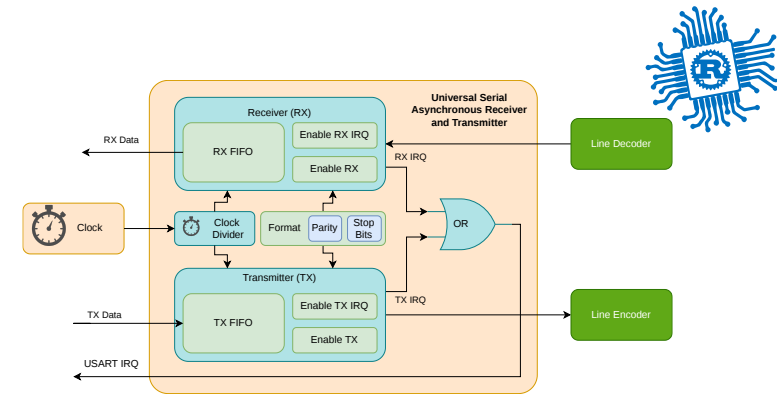 Universal Serial
Asynchronous Receiver
and Transmitter
Receiver (RX)
RX FIFO
Enable RX IRQ
Enable RX
RX Data
RX IRQ
Line Decoder
Clock
Clock
Divider
Format
Parity
Stop
Bits
OR
Transmitter (TX)
TX FIFO
Enable TX IRQ
Enable TX
TX Data
TX IRQ
Line Encoder
USART IRQ
R